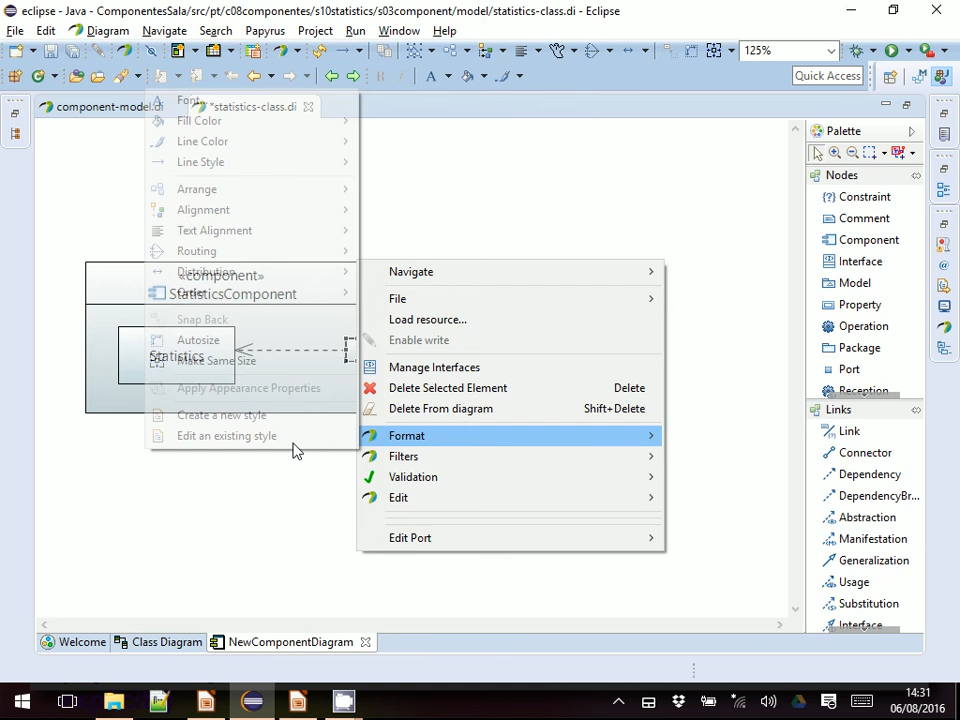 eclipse - Java - ComponentesSala/src/pt/c08componentes/s10statistics/s03component/model/statistics-class.di - Eclipse
File Edit Diagram Navigate Search Papyrus Project Run Window Help
125%
Quick Access
component-model.di
*statistics-class.di
Font...
Fill Color
Line Color
Line Style
Arrange
Alignment
Text Alignment
Routing
Distribution
Order
Snap Back
Autosize
Make Same Size
Apply Appearance Properties
Create a new style
Edit an existing style
«component»
StatisticsComponent
Statistics
Navigate
File
Load resource...
Enable write
Manage Interfaces
Delete Selected Element Delete
Delete From diagram Shift+Delete
Format
Filters
Validation
Edit
Edit Port
Palette
Nodes
Constraint
Comment
Component
Interface
Model
Property
Operation
Package
Port
Reception
Links
Link
Connector
Dependency
DependencyBr...
Abstraction
Manifestation
Generalization
Usage
Substitution
Interface
Welcome
Class Diagram
NewComponentDiagram
14:31
06/08/2016